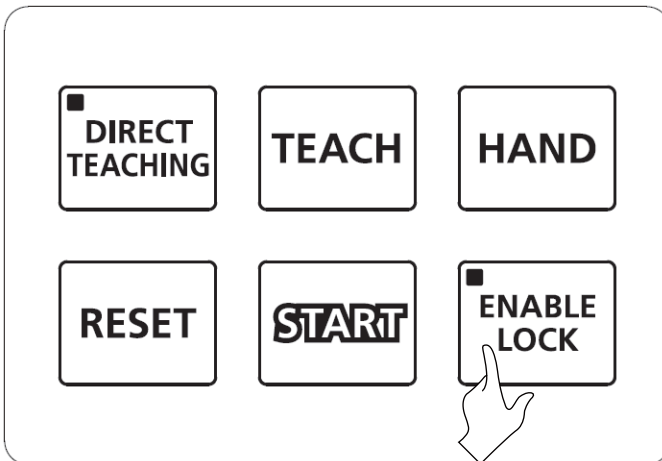 DIRECT
TEACHING
TEACH
HAND
RESET
START
ENABLE
LOCK